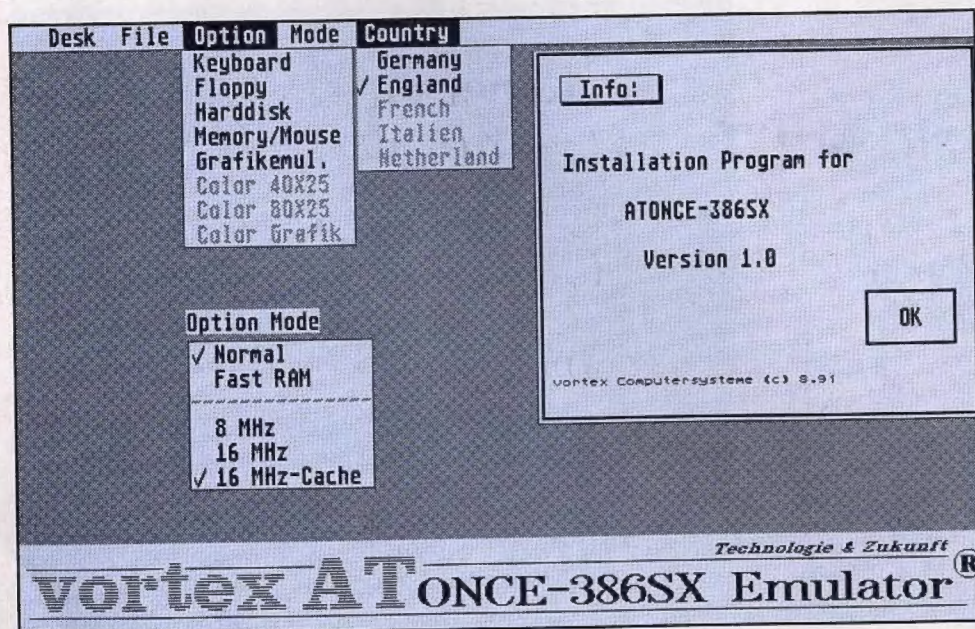 Desk File Option Mode Country
Keyboard
Floppy
Harddisk
Memory/Mouse
Grafikemul.
Color 40X25
Color 80X25
Color Grafik
Germany
✓ England
French
Italien
Netherland
Info:
Installation Program for
ATONCE-386SX
Version 1.0
OK
vortex Computersysteme (c) 9.91
Option Mode
✓ Normal
Fast RAM
8 MHz
16 MHz
✓ 16 MHz-Cache
Technologie & Zukunft
vortex ATONCE-386SX Emulator®